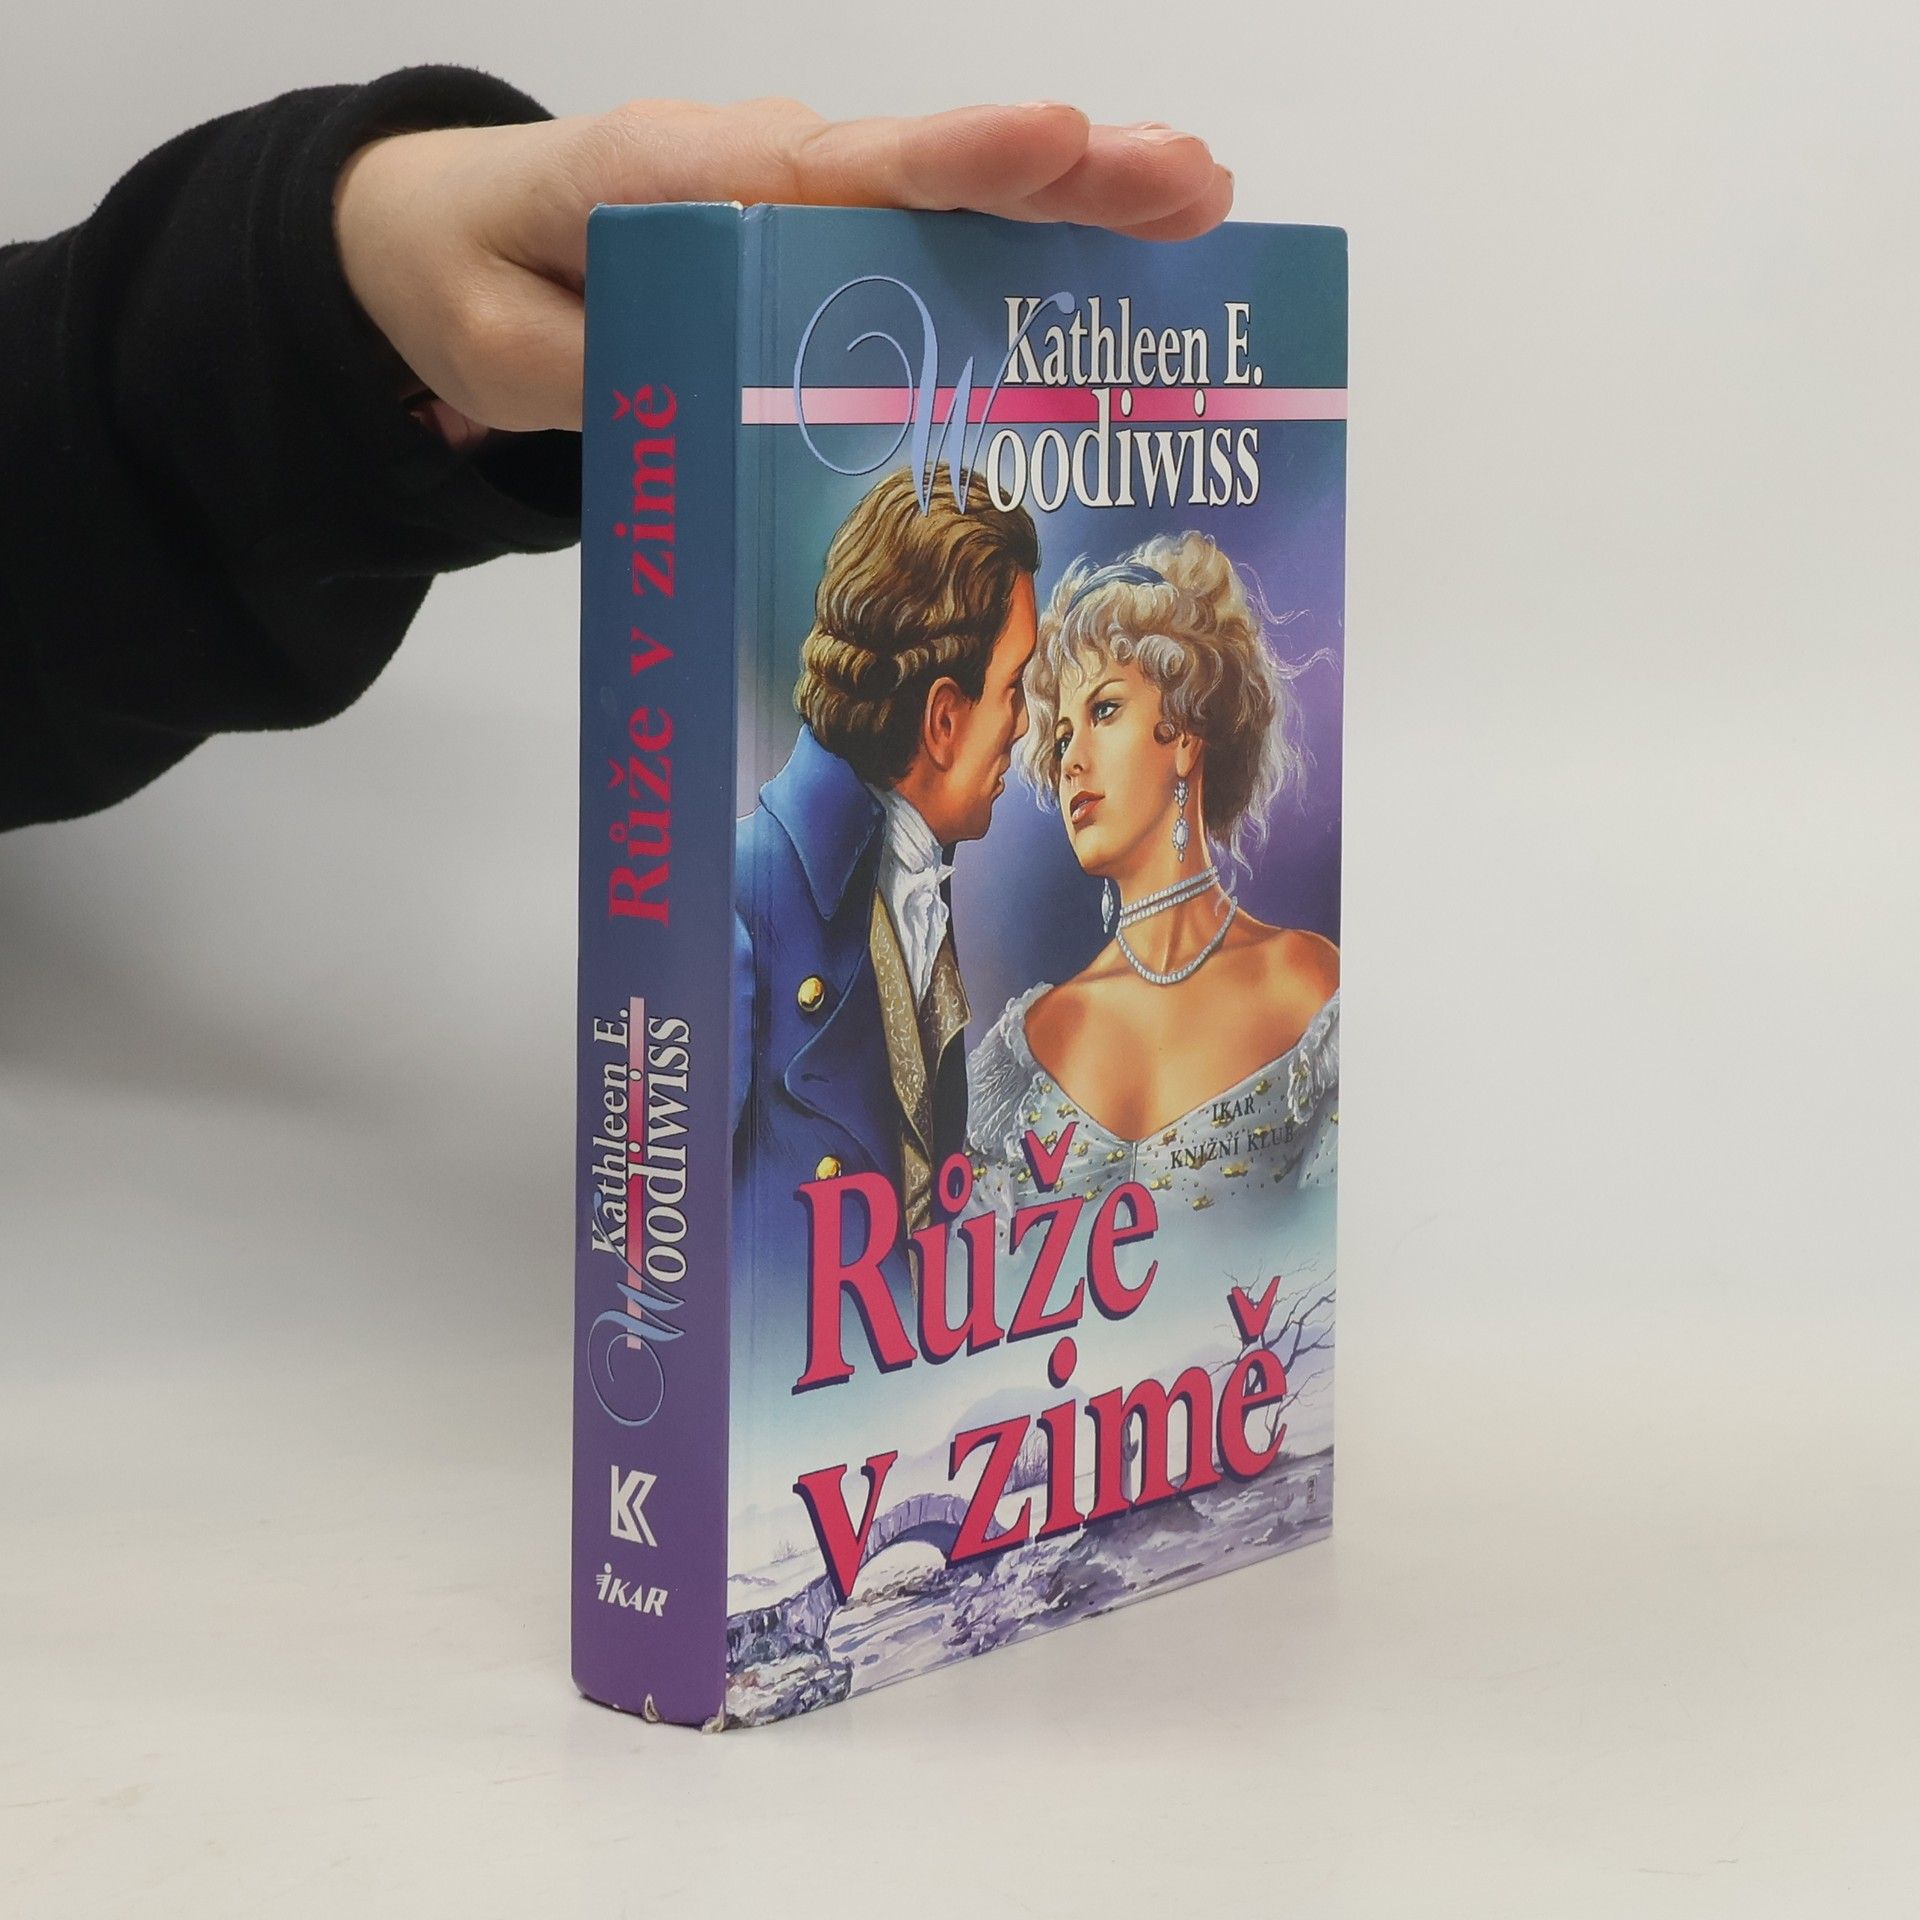 Růže v zimě
Kathleen E.
Woodiwiss
K
iKAR
Kathleen E.
Woodiwiss
IKAR
KNIŽNÍ KLUB
Růže
v zimě